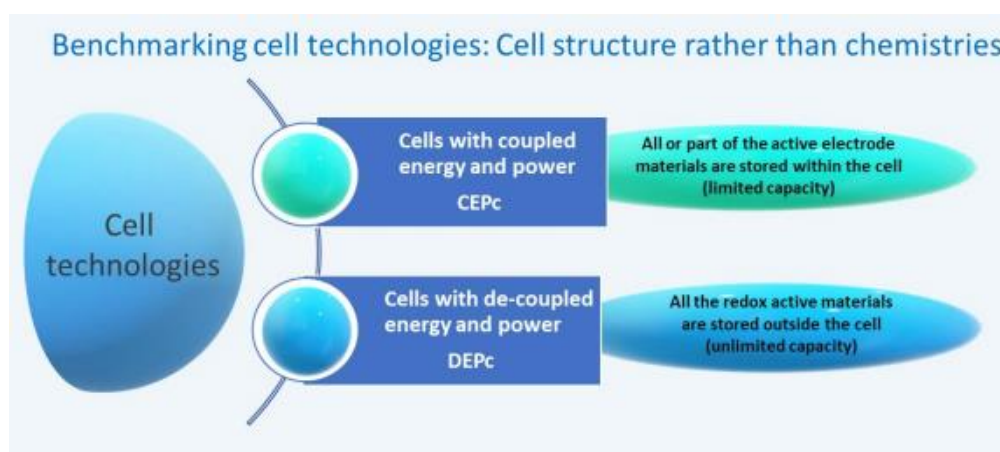 Benchmarking cell technologies: Cell structure rather than chemistries
Cell
technologies
Cells with coupled
energy and power
CEPc
All or part of the active electrode
materials are stored within the cell
(limited capacity)
Cells with de-coupled
energy and power
DEPc
All the redox active materials
are stored outside the cell
(unlimited capacity)